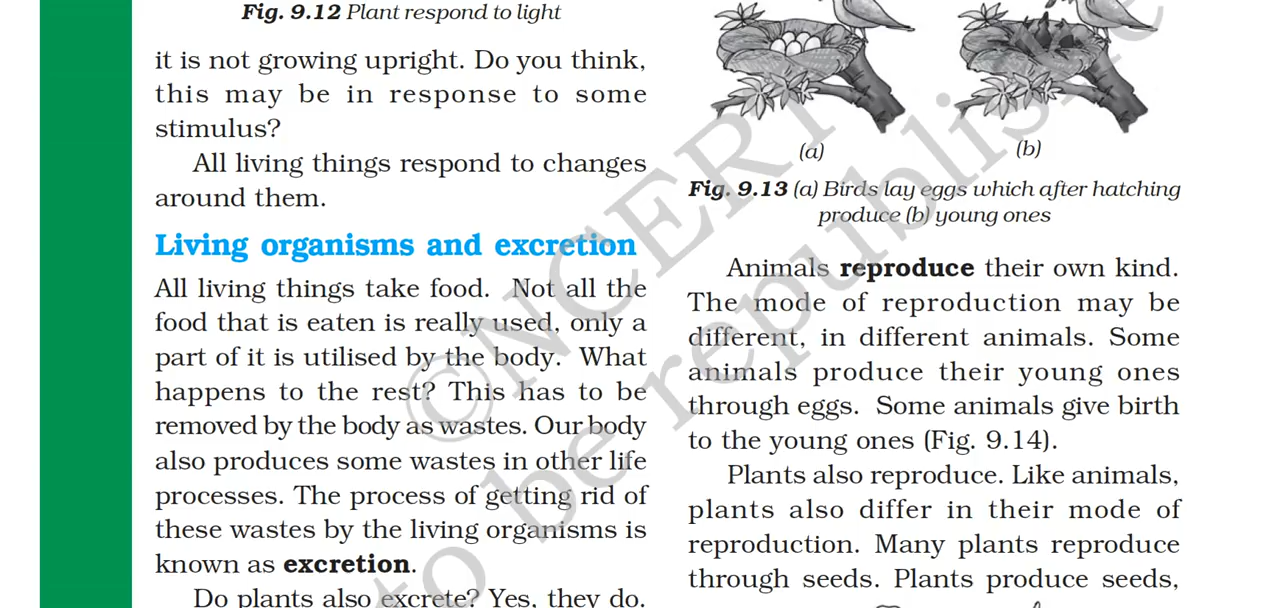 Fig. 9.12 Plant respond to light
it is not growing upright. Do you think,
this may be in response to some
stimulus?
All living things respond to changes
around them.
Living organisms and excretion
All living things take food. Not all the
food that is eaten is really used, only a
part of it is utilised by the body. What
happens to the rest? This has to be
removed by the body as wastes. Our body
also produces some wastes in other life
processes. The process of getting rid of
these wastes by the living organisms is
known as excretion.
Do plants also excrete? Yes, they do.
(a)
(b)
Fig. 9.13 (a) Birds lay eggs which after hatching
produce (b) young ones
Animals reproduce their own kind.
The mode of reproduction may be
different, in different animals. Some
animals produce their young ones
through eggs. Some animals give birth
to the young ones (Fig. 9.14).
Plants also reproduce. Like animals,
plants also differ in their mode of
reproduction. Many plants reproduce
through seeds. Plants produce seeds,
©NCERT
to be republishe